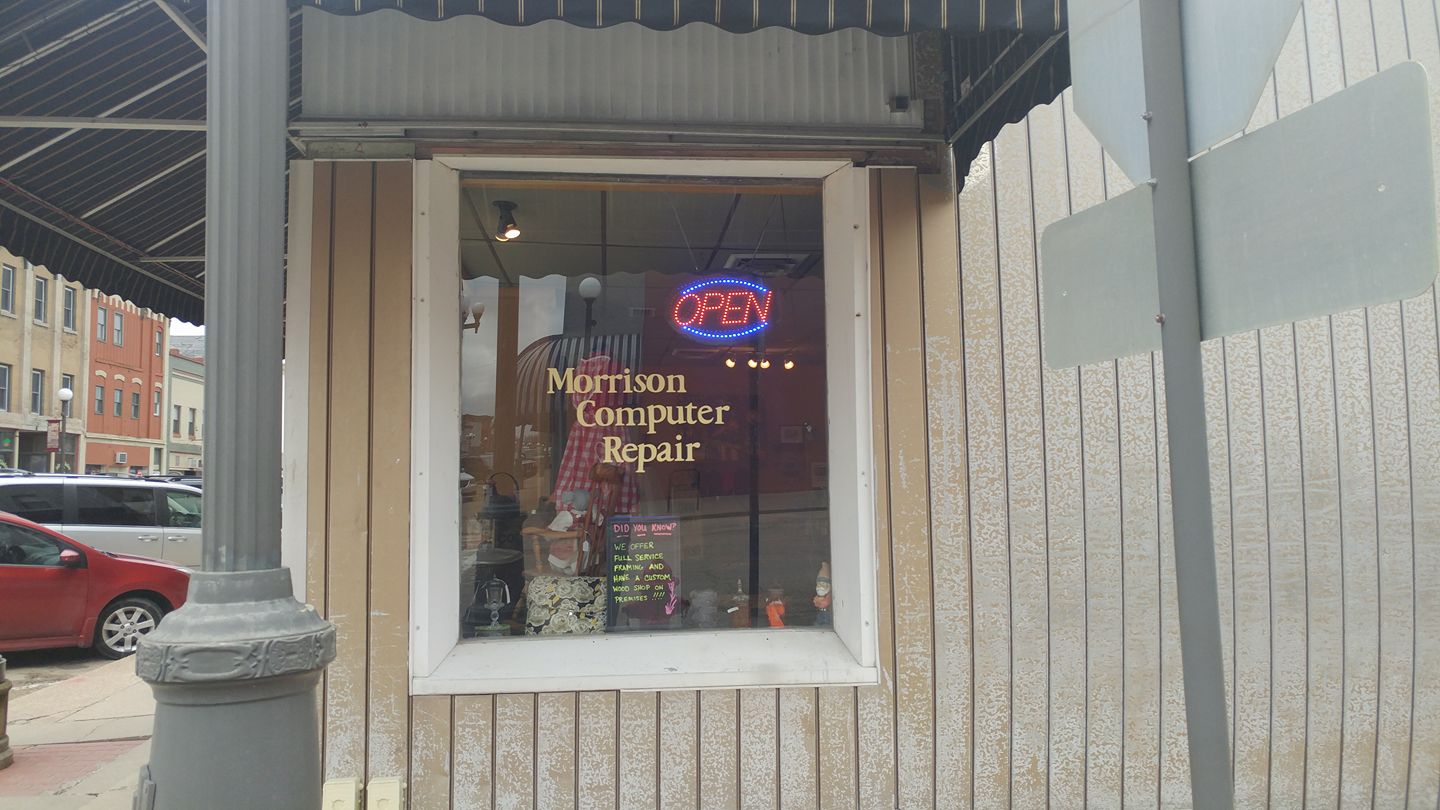 OPEN
Morrison
Computer
Repair
DID YOU KNOW?
WE OFFER
FULL SERVICE
FRAMING AND
HAVE A CUSTOM
WOOD SHOP ON
PREMISES !!!!